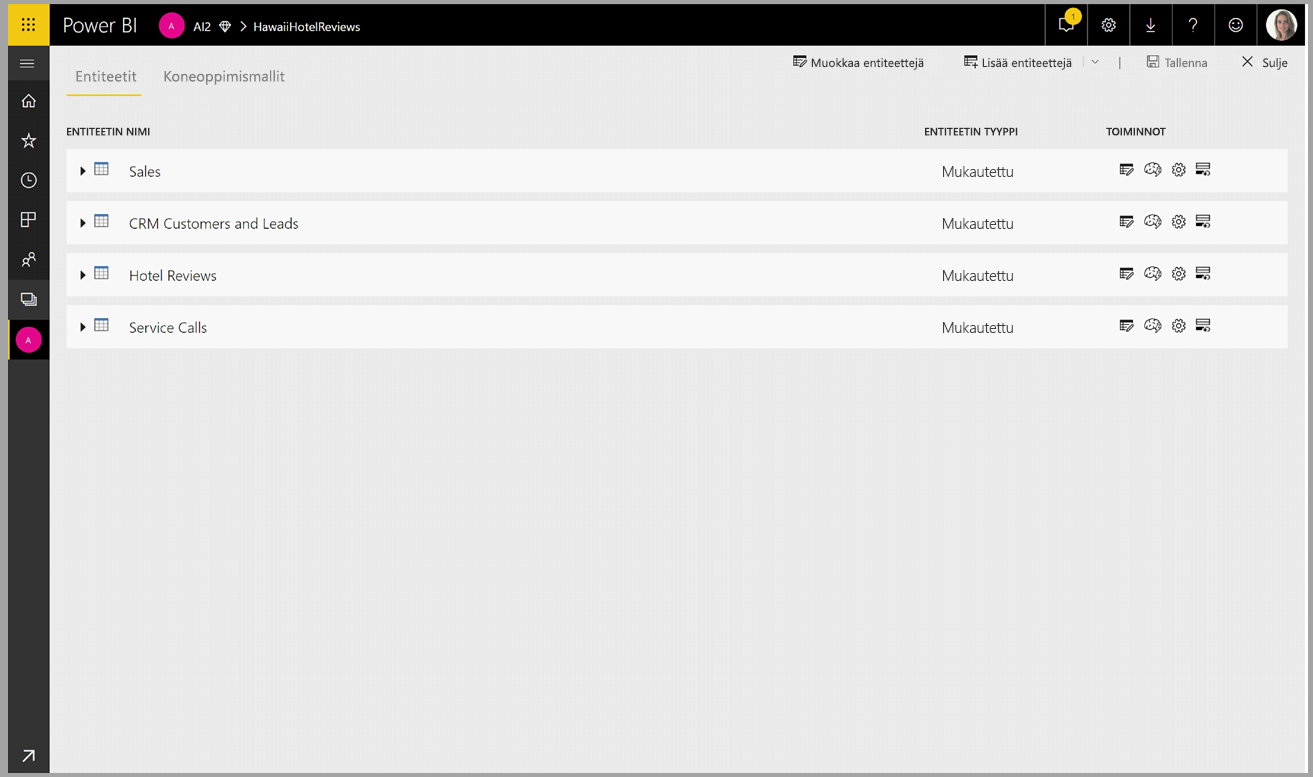 Power BI A AI2 > HawaiiHotelReviews 1 ?
Entiteetit Koneoppimismallit Muokkaa entiteettejä Lisää entiteettejä | Tallenna Sulje
ENTITEETIN NIMI ENTITEETIN TYYPPI TOIMINNOT
Sales Mukautettu
CRM Customers and Leads Mukautettu
Hotel Reviews Mukautettu
Service Calls Mukautettu
A